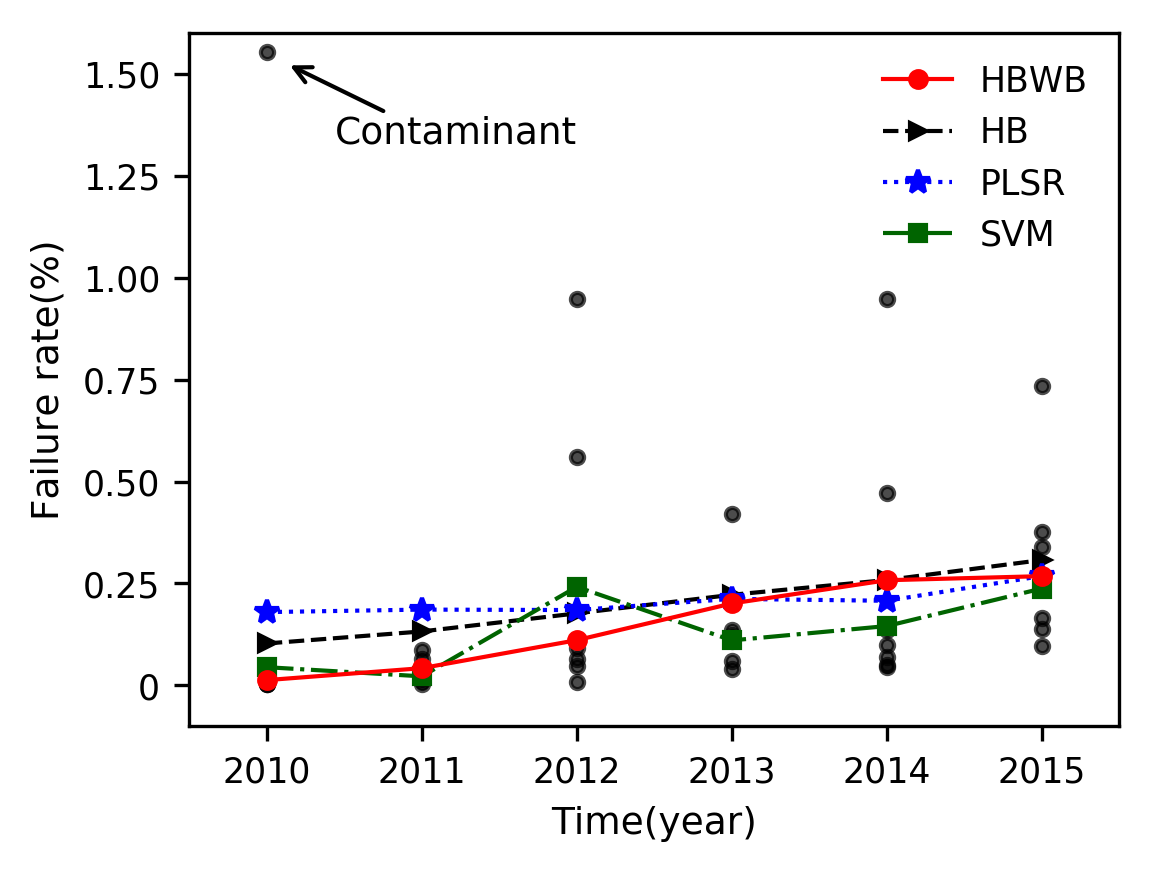 1.50
1.25
1.00
0.75
0.50
0.25
0
Failure rate(%)
Contaminant
HBWB
HB
PLSR
SVM
2010 2011 2012 2013 2014 2015
Time(year)